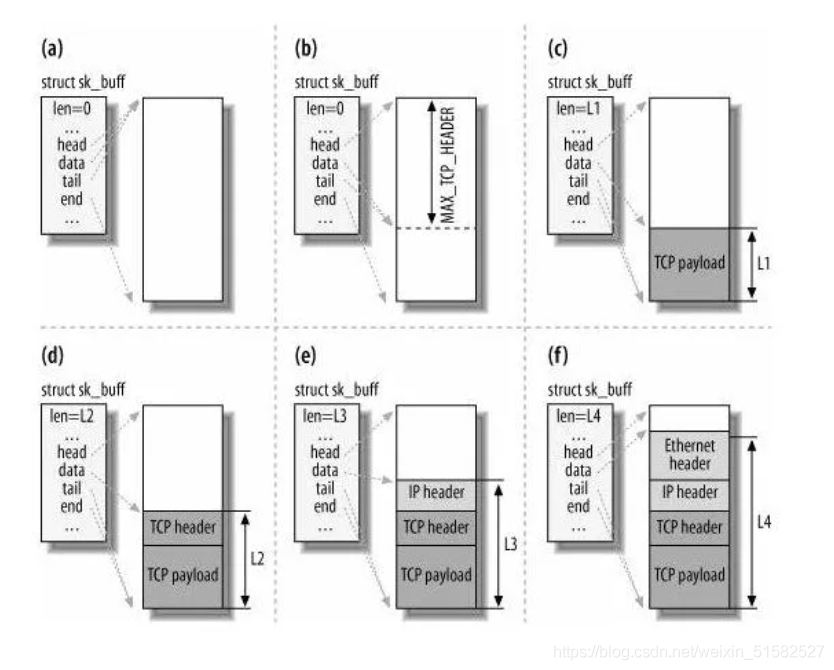 (a)
struct sk_buff
len=0
...
head
data
tail
end
...
(b)
struct sk_buff
len=0
...
head
data
tail
end
...
MAX_TCP_HEADER
(c)
struct sk_buff
len=L1
...
head
data
tail
end
...
TCP payload
L1
(d)
struct sk_buff
len=L2
...
head
data
tail
end
...
TCP header
TCP payload
L2
(e)
struct sk_buff
len=L3
...
head
data
tail
end
...
IP header
TCP header
TCP payload
L3
(f)
struct sk_buff
len=L4
...
head
data
tail
end
...
Ethernet
header
IP header
TCP header
TCP payload
L4
https://blog.csdn.net/weixin_51582527